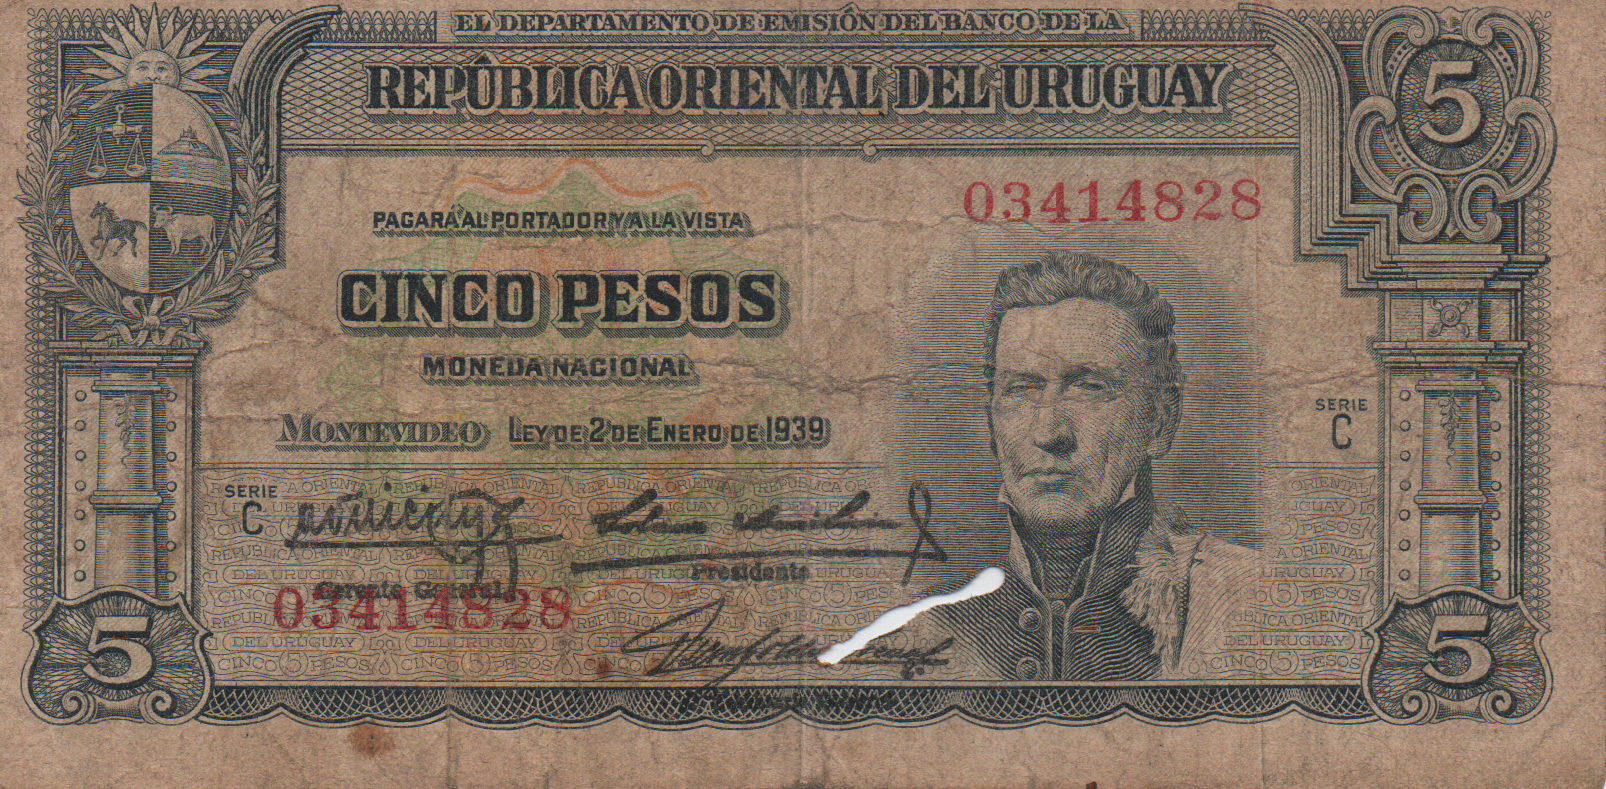 EL DEPARTAMENTO DE EMISIÓN DEL BANCO DE LA
REPÚBLICA ORIENTAL DEL URUGUAY
5
03414828
PAGARÁ AL PORTADOR Y A LA VISTA
CINCO PESOS
MONEDA NACIONAL
MONTEVIDEO LEY DE 2 DE ENERO DE 1939
SERIE
C
SERIE
C
Presidente
Gerente General
03414828
5
5
REPUBLICA ORIENTAL
DEL URUGUAY
CINCO 5 PESOS